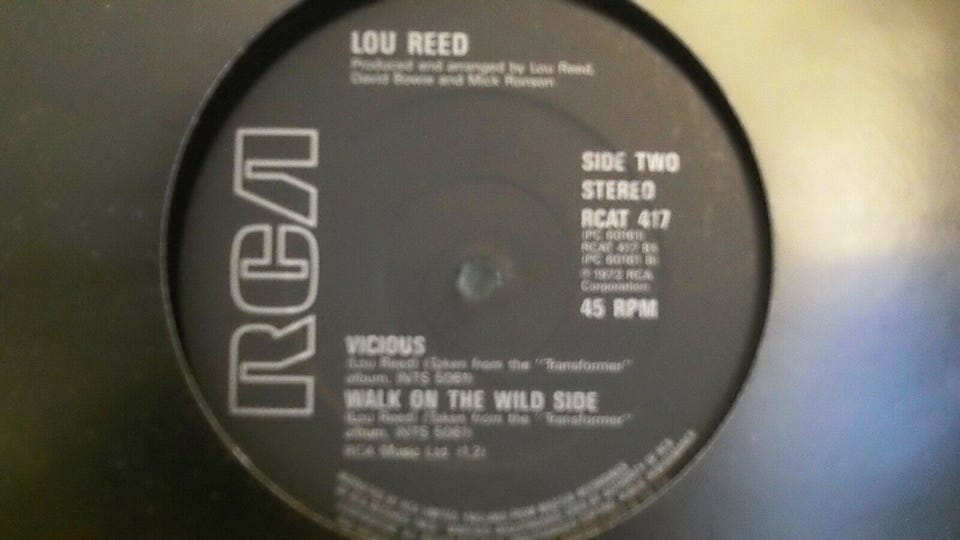 LOU REED
Produced and arranged by Lou Reed,
David Bowie and Mick Ronson
RCA
SIDE TWO
STEREO
RCAT 417
(PC 60161)
RCAT 417 B
(PC 60161 B)
℗ 1972 RCA
Corporation
45 RPM
VICIOUS
(Lou Reed) (Taken from the "Transformer"
album, INTS 5061)
WALK ON THE WILD SIDE
(Lou Reed) (Taken from the "Transformer"
album, INTS 5061)
RCA Music Ltd. (1,2)